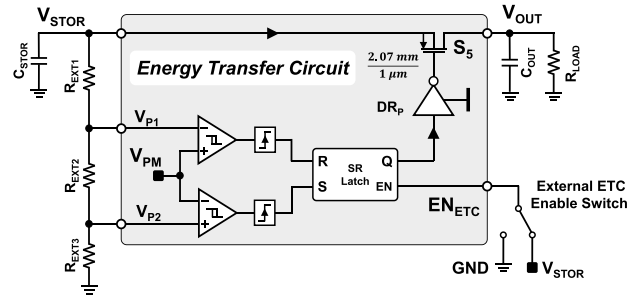 V_STOR
V_OUT
C_STOR
R_EXT1
Energy Transfer Circuit
2.07 mm
1 μm
S_5
C_OUT
R_LOAD
DR_P
V_P1
V_PM
R_EXT2
R
Q
SR
Latch
S
EN
EN_ETC
External ETC
Enable Switch
V_P2
R_EXT3
GND
V_STOR